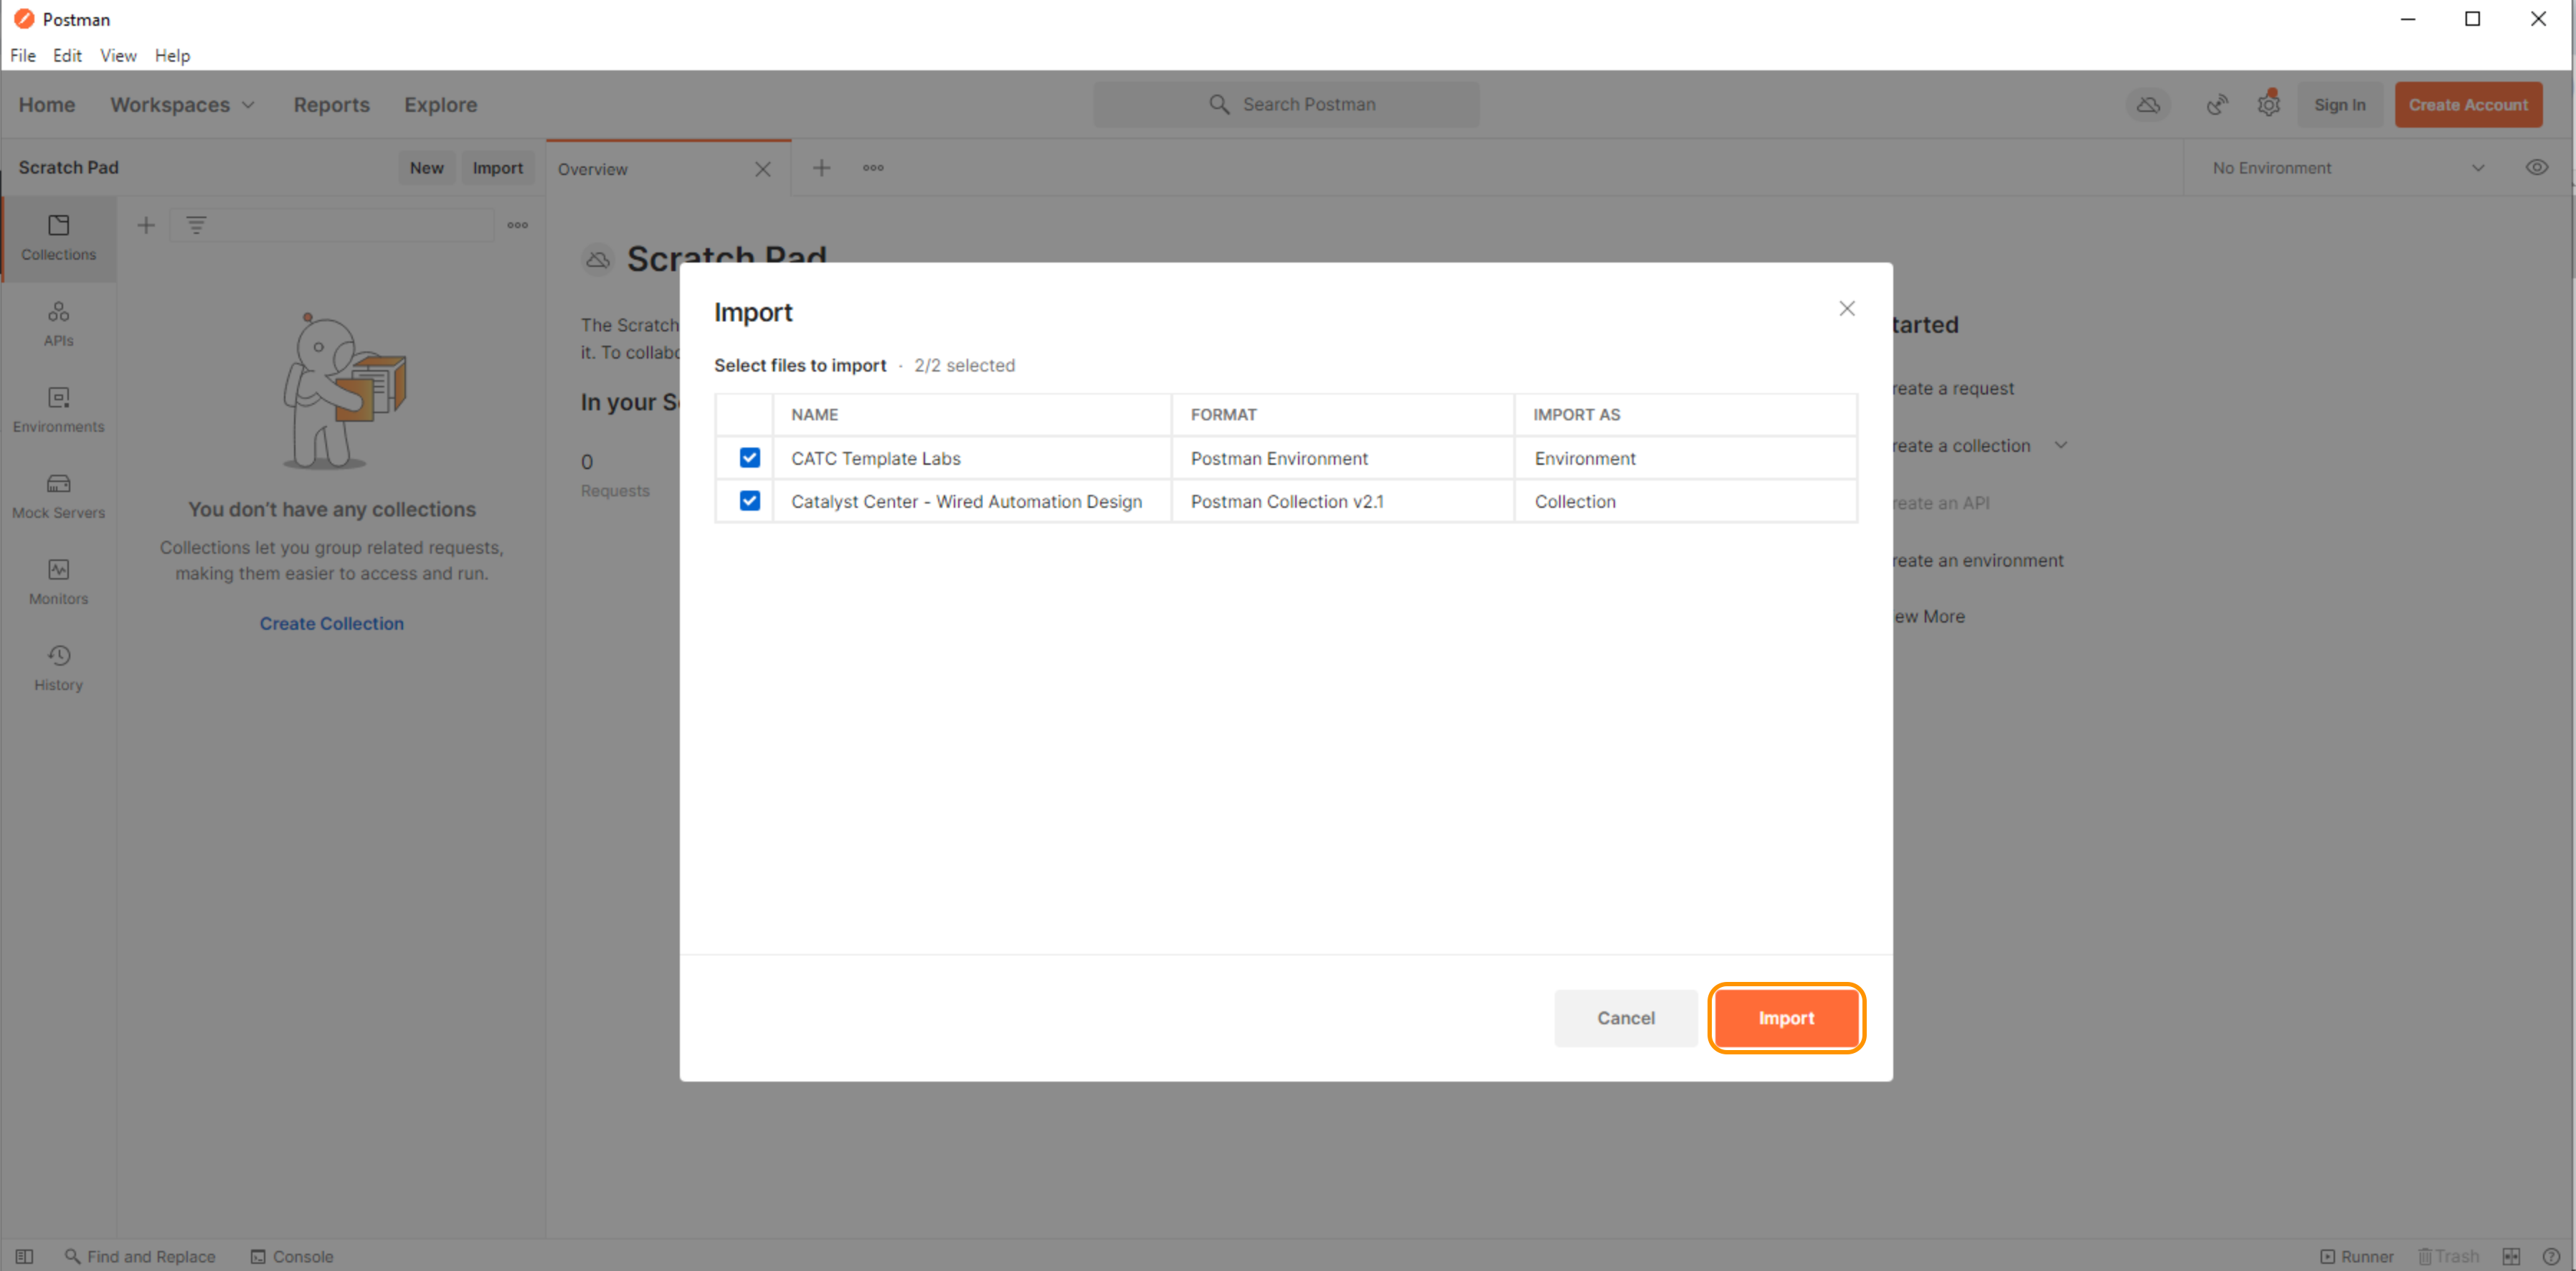 Postman
File Edit View Help
Home Workspaces Reports Explore
Search Postman
Sign In
Create Account
Scratch Pad
New
Import
Overview
No Environment
Collections
APIs
Environments
Mock Servers
Monitors
History
You don't have any collections
Collections let you group related requests,
making them easier to access and run.
Create Collection
Scratch Pad
The Scratch
it. To collabo
In your S
0
Requests
Import
Select files to import · 2/2 selected
NAME FORMAT IMPORT AS
CATC Template Labs Postman Environment Environment
Catalyst Center - Wired Automation Design Postman Collection v2.1 Collection
Cancel
Import
tarted
reate a request
reate a collection
reate an API
reate an environment
ew More
Find and Replace
Console
Runner
Trash